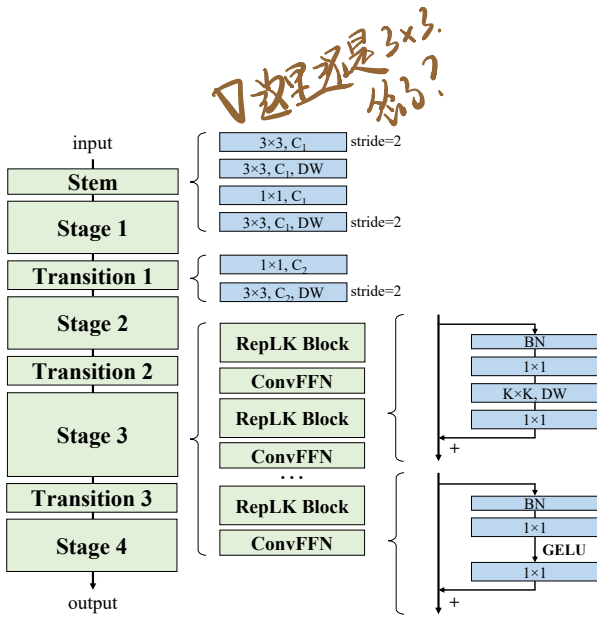 ▽这里还是3×3.
input
Stem
Stage 1
Transition 1
Stage 2
Transition 2
Stage 3
Transition 3
Stage 4
output
3×3, C₁
stride=2
3×3, C₁, DW
1×1, C₁
3×3, C₁, DW
stride=2
1×1, C₂
3×3, C₂, DW
stride=2
RepLK Block
ConvFFN
RepLK Block
ConvFFN
...
RepLK Block
ConvFFN
BN
1×1
K×K, DW
1×1
+
BN
1×1
GELU
1×1
+